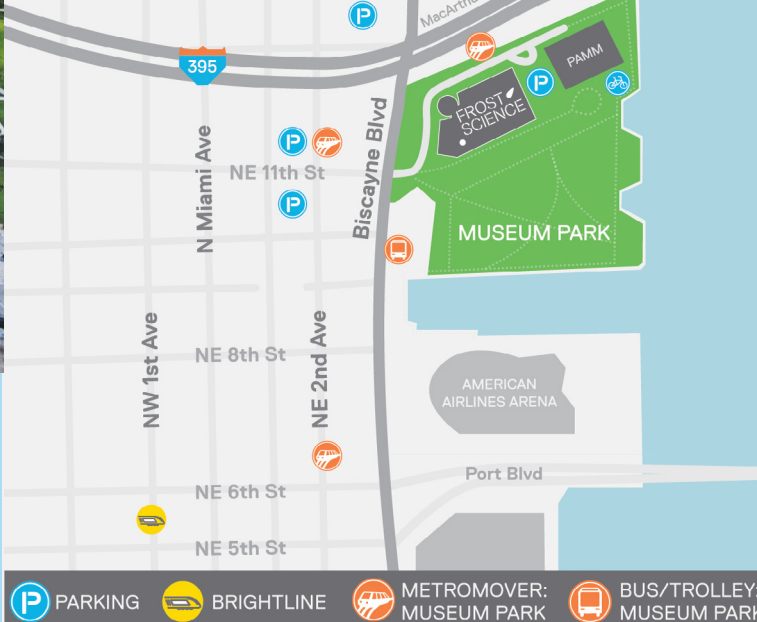 MacArthu
395
PAMM
P
P
FROST
SCIENCE
Biscayne Blvd
N Miami Ave
P
NE 11th St
P
MUSEUM PARK
NW 1st Ave
NE 2nd Ave
NE 8th St
AMERICAN
AIRLINES ARENA
Port Blvd
NE 6th St
NE 5th St
P PARKING
BRIGHTLINE
METROMOVER:
MUSEUM PARK
BUS/TROLLEY:
MUSEUM PARK